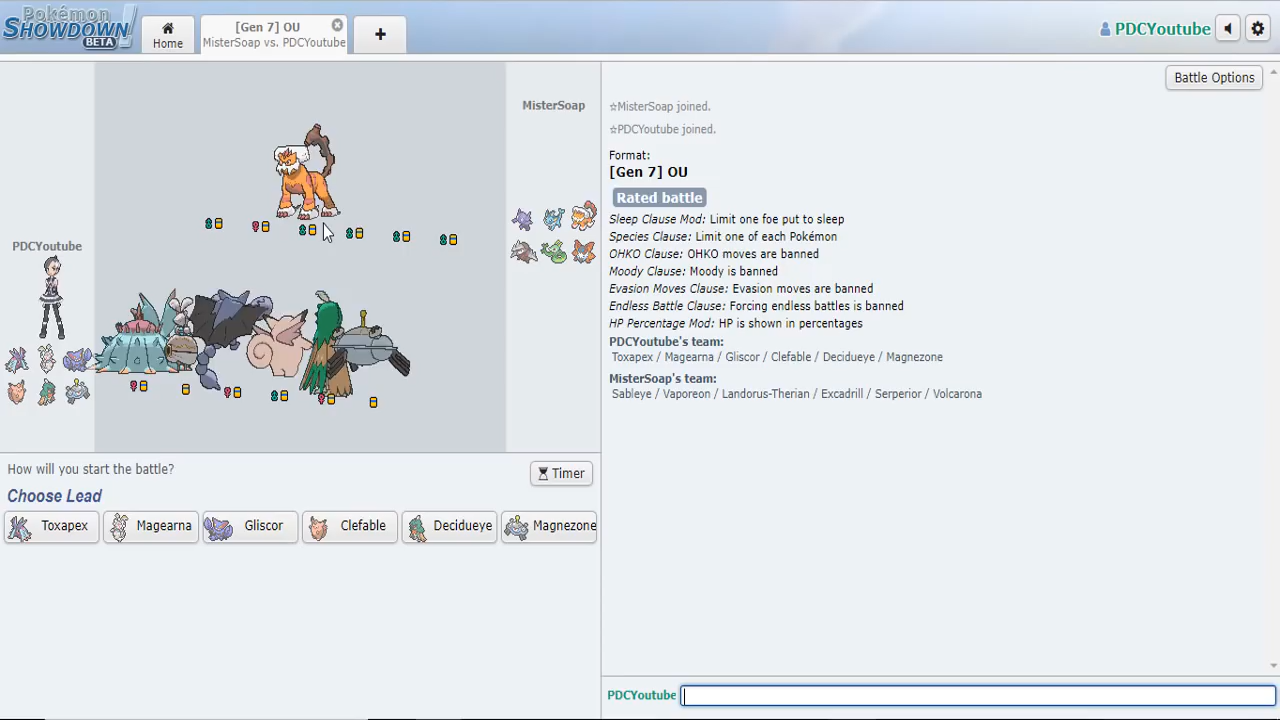 Pokémon
SHOWDOWN!
BETA
Home
[Gen 7] OU
MisterSoap vs. PDCYoutube
+
PDCYoutube
Battle Options
MisterSoap
PDCYoutube
☆MisterSoap joined.
☆PDCYoutube joined.
Format:
[Gen 7] OU
Rated battle
Sleep Clause Mod: Limit one foe put to sleep
Species Clause: Limit one of each Pokémon
OHKO Clause: OHKO moves are banned
Moody Clause: Moody is banned
Evasion Moves Clause: Evasion moves are banned
Endless Battle Clause: Forcing endless battles is banned
HP Percentage Mod: HP is shown in percentages
PDCYoutube's team:
Toxapex / Magearna / Gliscor / Clefable / Decidueye / Magnezone
MisterSoap's team:
Sableye / Vaporeon / Landorus-Therian / Excadrill / Serperior / Volcarona
How will you start the battle?
Timer
Choose Lead
Toxapex
Magearna
Gliscor
Clefable
Decidueye
Magnezone
PDCYoutube